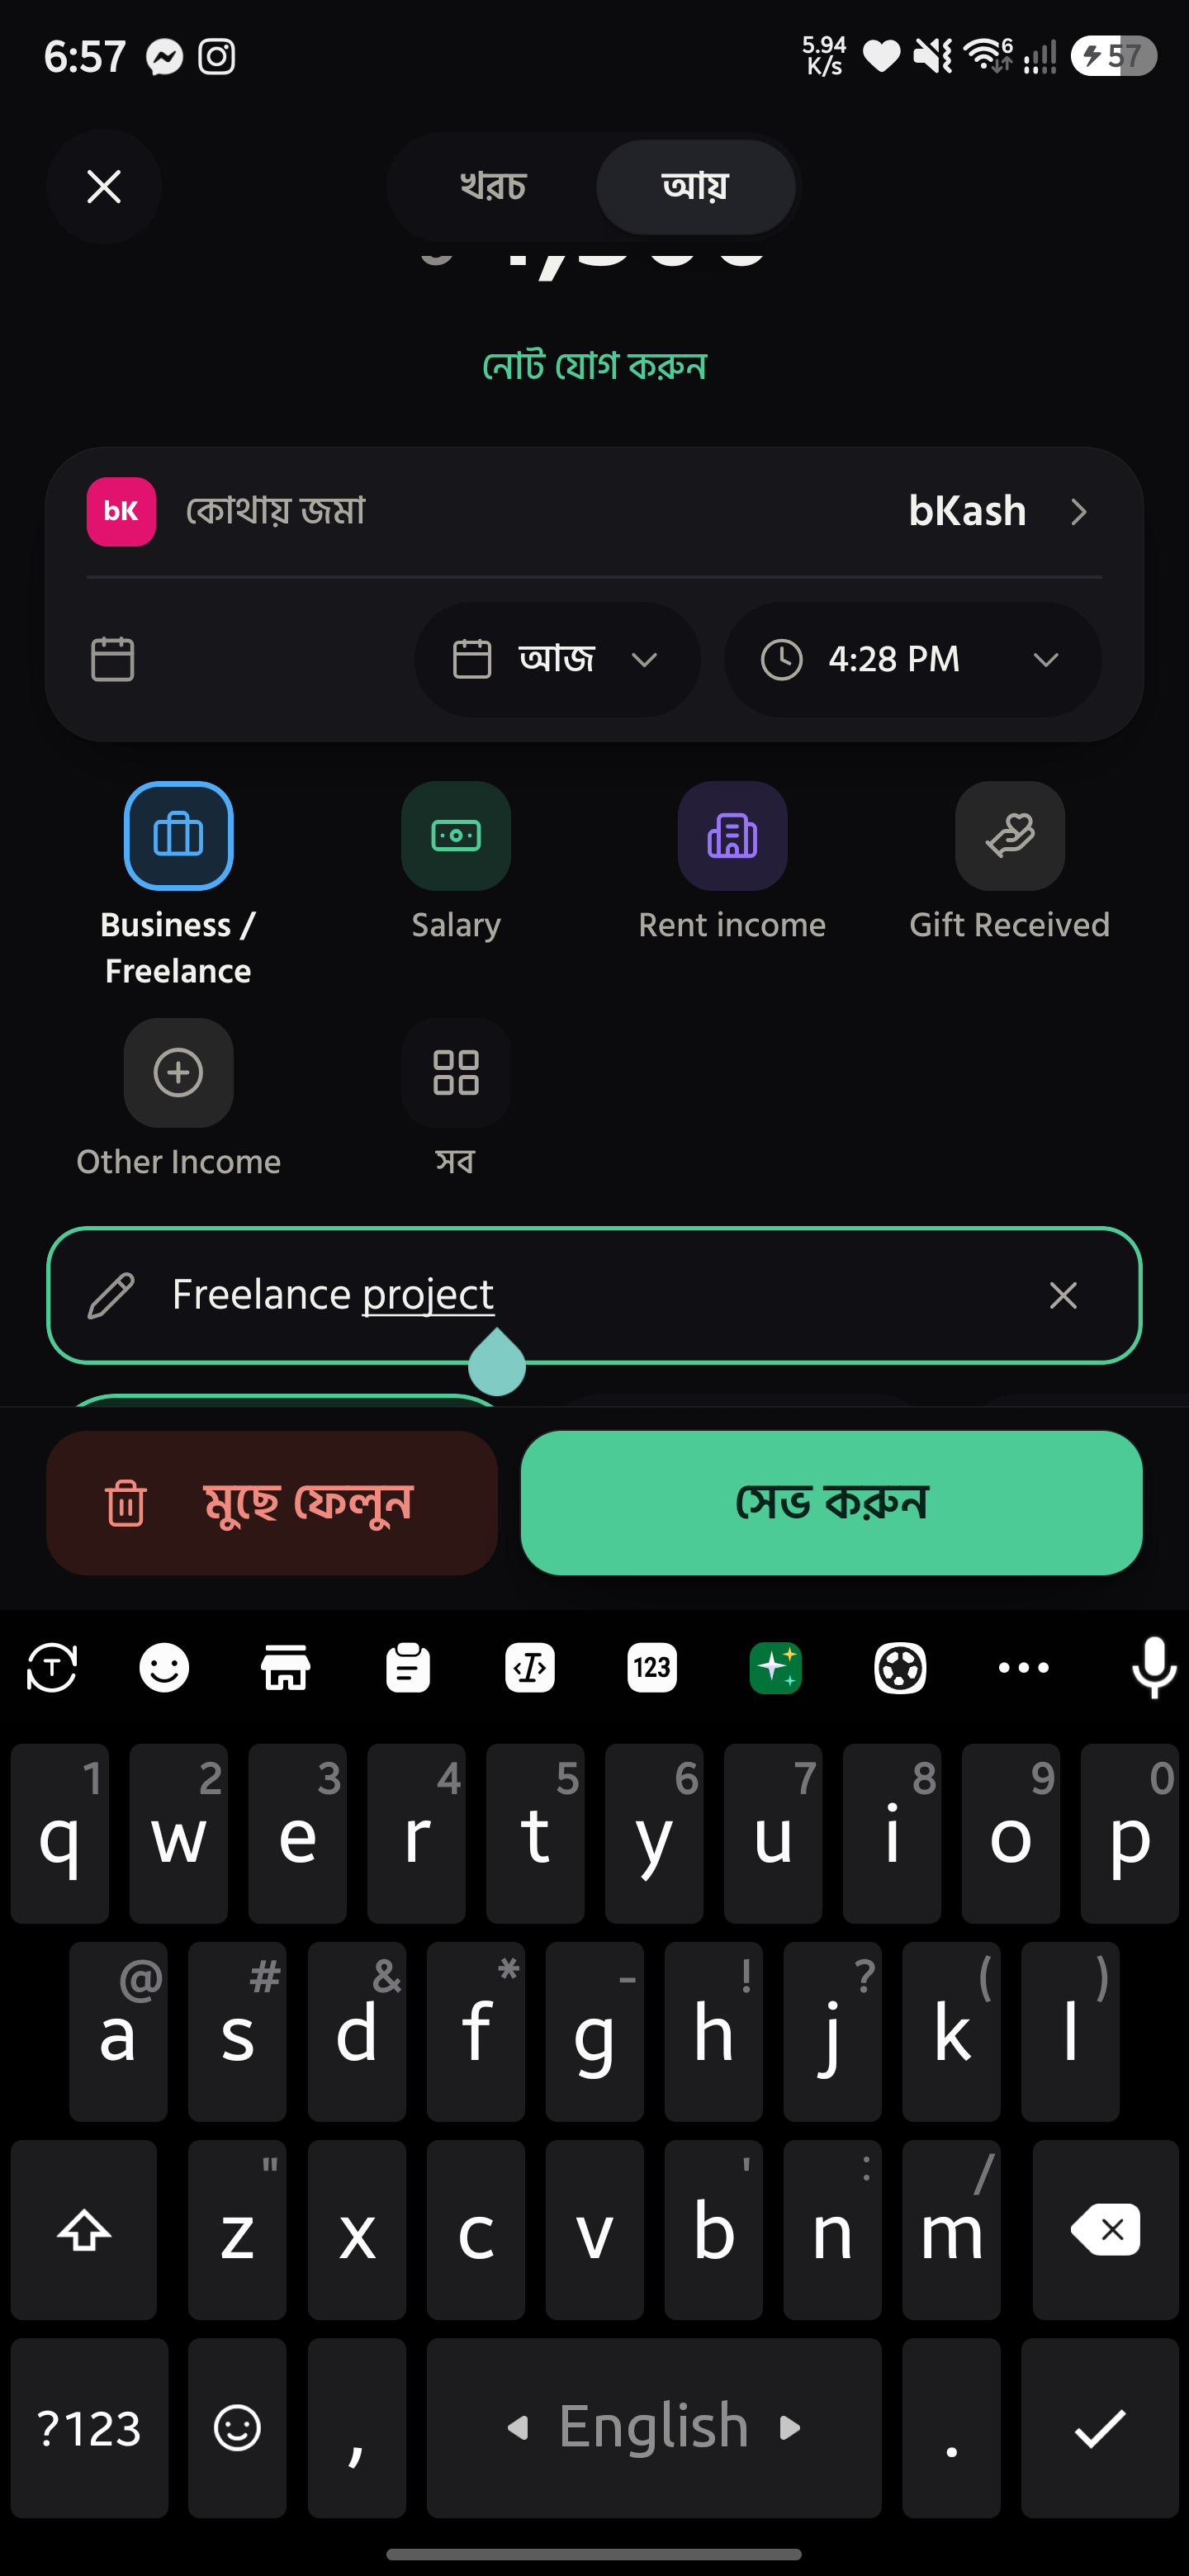 6:57
5.94
K/s
6
57
খরচ
আয়
নোট যোগ করুন
bK
কোথায় জমা
bKash
আজ
4:28 PM
Business /
Freelance
Salary
Rent income
Gift Received
Other Income
সব
Freelance project
মুছে ফেলুন
সেভ করুন
T
123
1 2 3 4 5 6 7 8 9 0
q w e r t y u i o p
@ # & * - ! ? ( )
a s d f g h j k l
" ' : /
z x c v b n m
?123
,
English
.